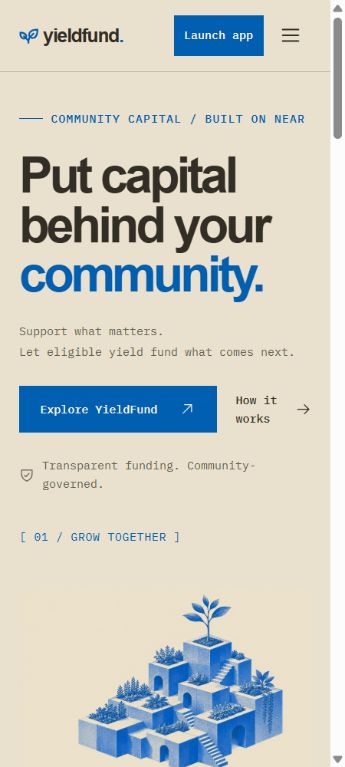 yieldfund.
Launch app
COMMUNITY CAPITAL / BUILT ON NEAR
Put capital
behind your
community.
Support what matters.
Let eligible yield fund what comes next.
Explore YieldFund
How it
works
Transparent funding. Community-
governed.
[ 01 / GROW TOGETHER ]